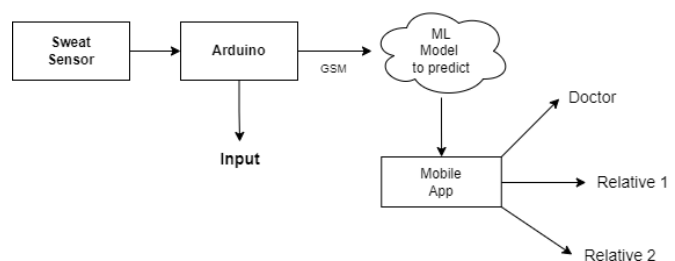 Sweat
Sensor
Arduino
GSM
ML
Model
to predict
Input
Mobile
App
Doctor
Relative 1
Relative 2